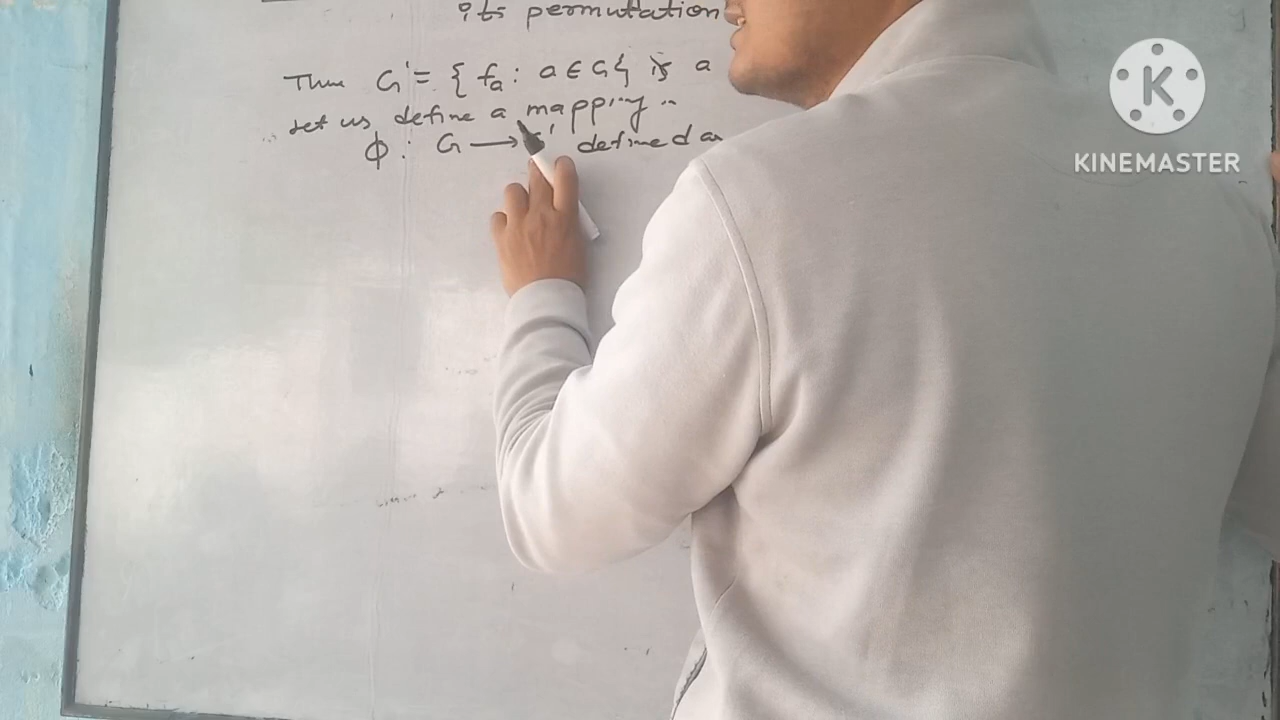 its permutation
Thus G' = { fₐ : a ∈ G } is a
Let us define a mapping
ϕ : G → G' defined as
KINEMASTER